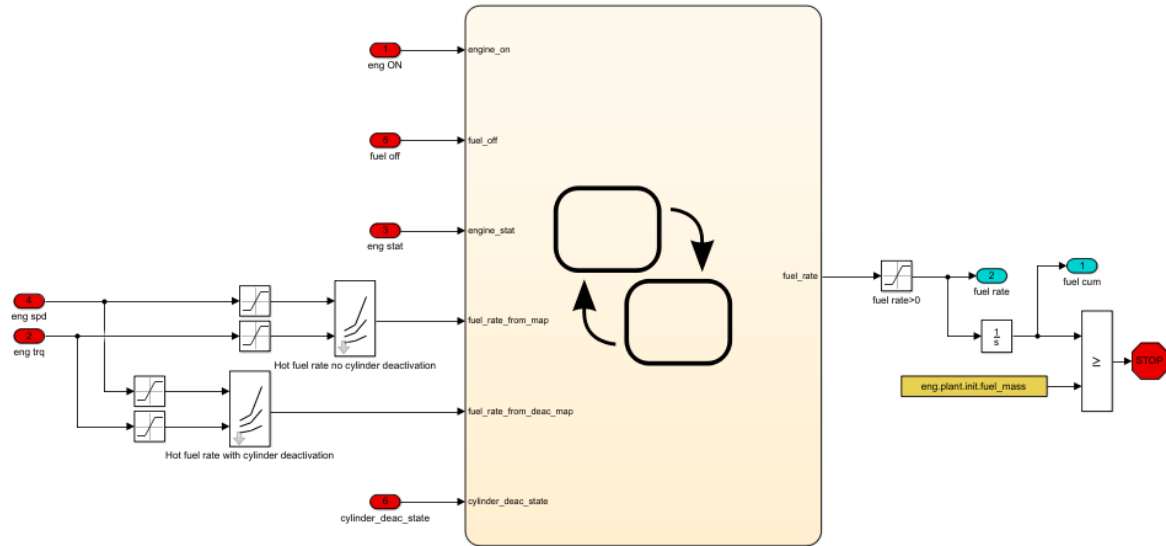 1
eng ON
engine_on
5
fuel off
fuel_off
3
eng stat
engine_stat
4
eng spd
2
eng trq
Hot fuel rate no cylinder deactivation
fuel_rate_from_map
Hot fuel rate with cylinder deactivation
fuel_rate_from_deac_map
6
cylinder_deac_state
cylinder_deac_state
fuel_rate
fuel rate>0
2
fuel rate
1
fuel cum
1
s
eng.plant.init.fuel_mass
≥
STOP